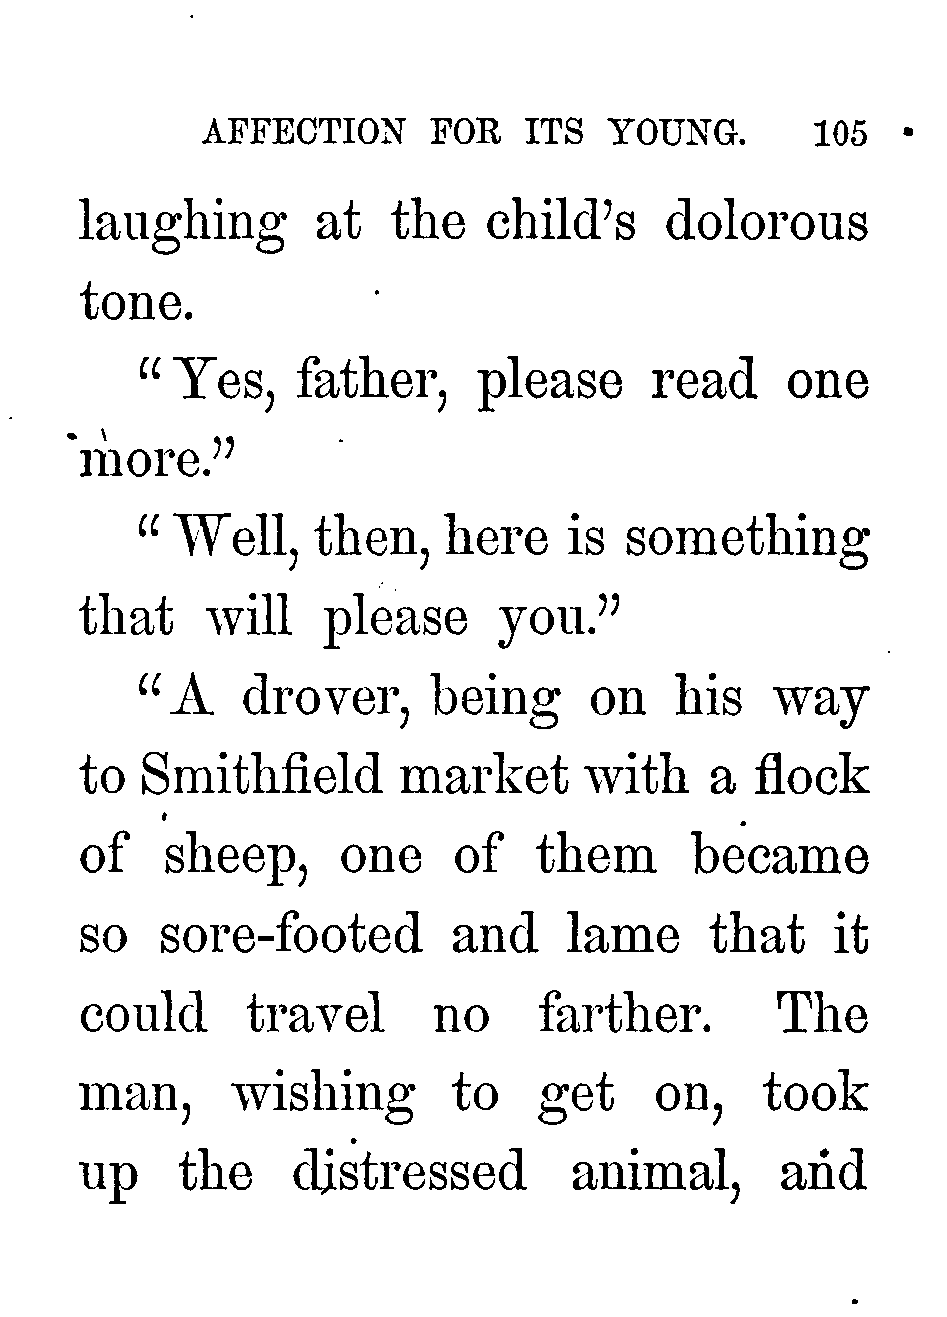 AFFECTION FOR ITS YOUNG. 105
laughing at the child's dolorous
tone.
"Yes, father, please read one
more."
"Well, then, here is something
that will please you."
"A drover, being on his way
to Smithfield market with a flock
of sheep, one of them became
so sore-footed and lame that it
could travel no farther. The
man, wishing to get on, took
up the distressed animal, and